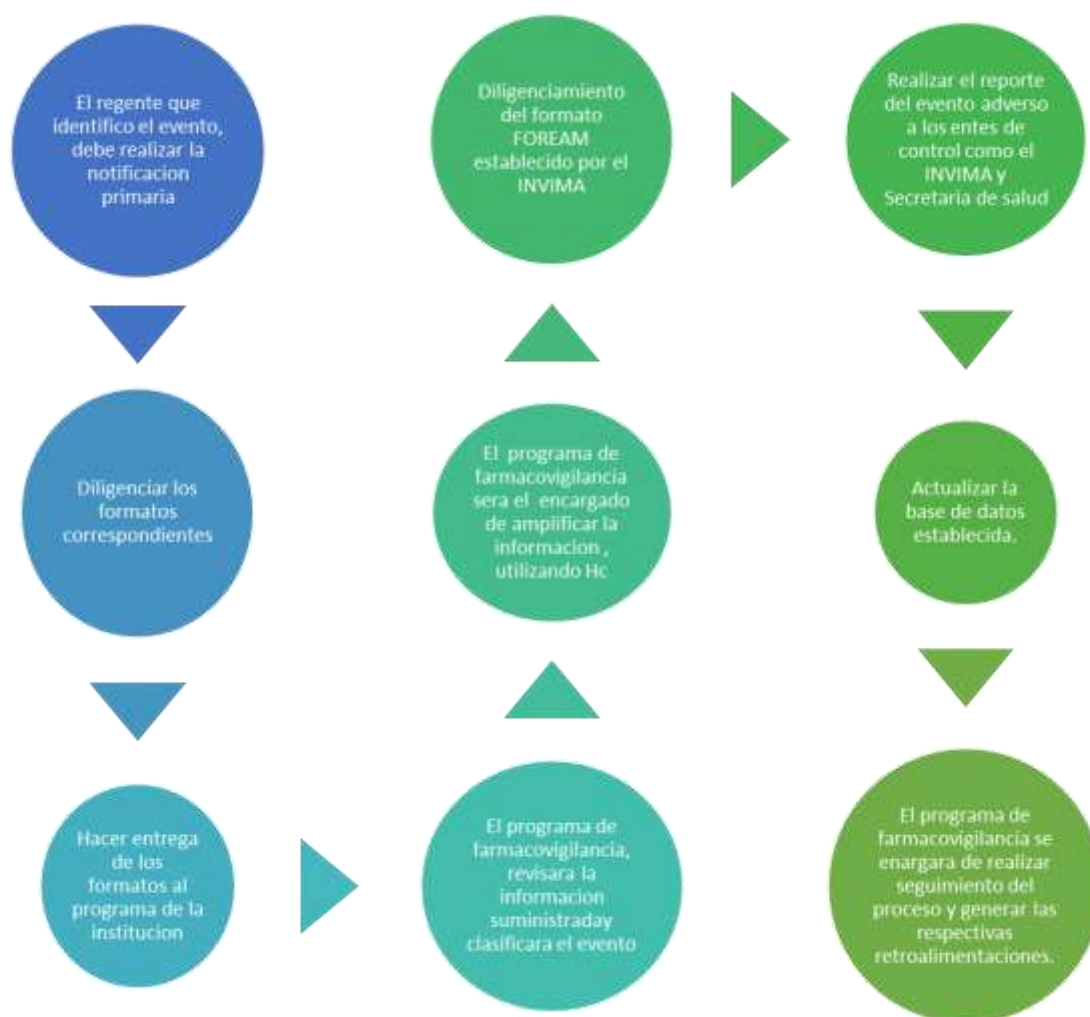 El regente que
identifico el evento,
debe realizar la
notificacion
primaria
Diligenciar los
formatos
correspondientes
Hacer entrega
de los
formatos al
programa de la
institucion
El programa de
farmacovigilancia,
revisara la
informacion
suministraday
clasificara el evento
El programa de
farmacovigilancia
sera el encargado
de amplificar la
informacion ,
utilizando Hc
Diligenciamiento
del formato
FOREAM
establecido por el
INVIMA
Realizar el reporte
del evento adverso
a los entes de
control como el
INVIMA y
Secretaria de salud
Actualizar la
base de datos
establecida.
El programa de
farmacovigilancia se
enargara de realizar
seguimiento del
proceso y generar las
respectivas
retroalimentaciones.